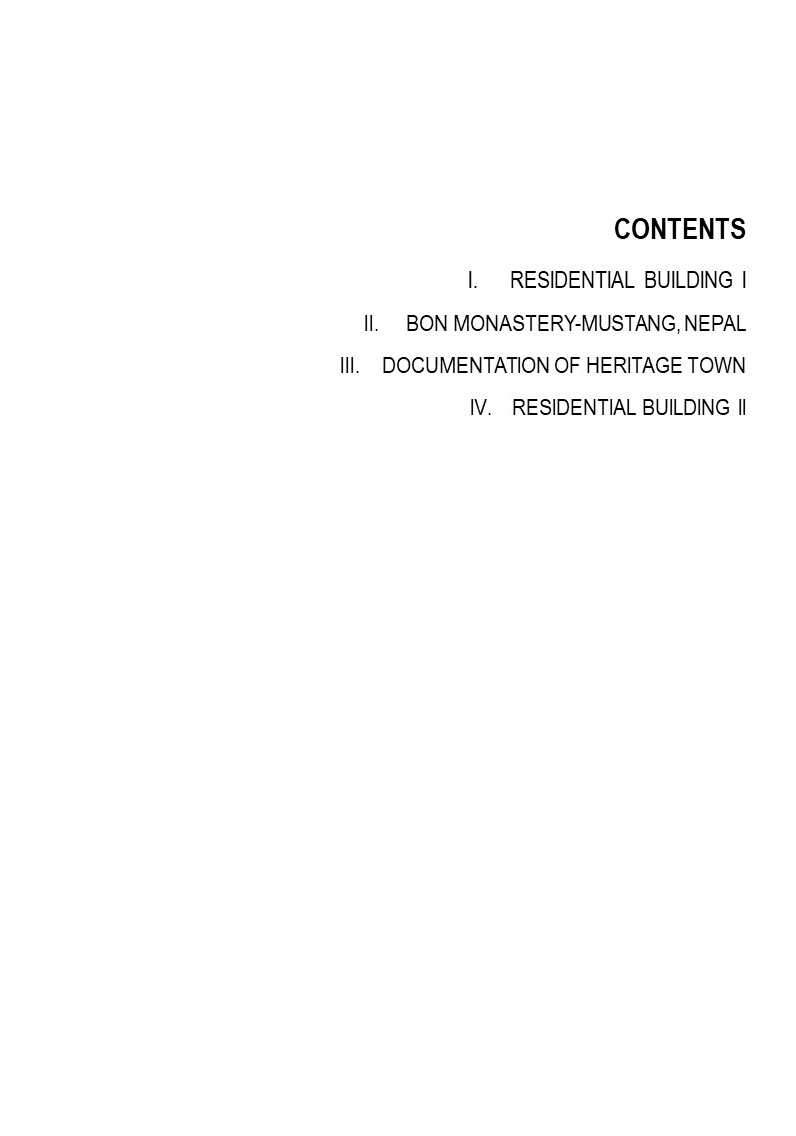 CONTENTS
I. RESIDENTIAL BUILDING I
II. BON MONASTERY-MUSTANG, NEPAL
III. DOCUMENTATION OF HERITAGE TOWN
IV. RESIDENTIAL BUILDING II